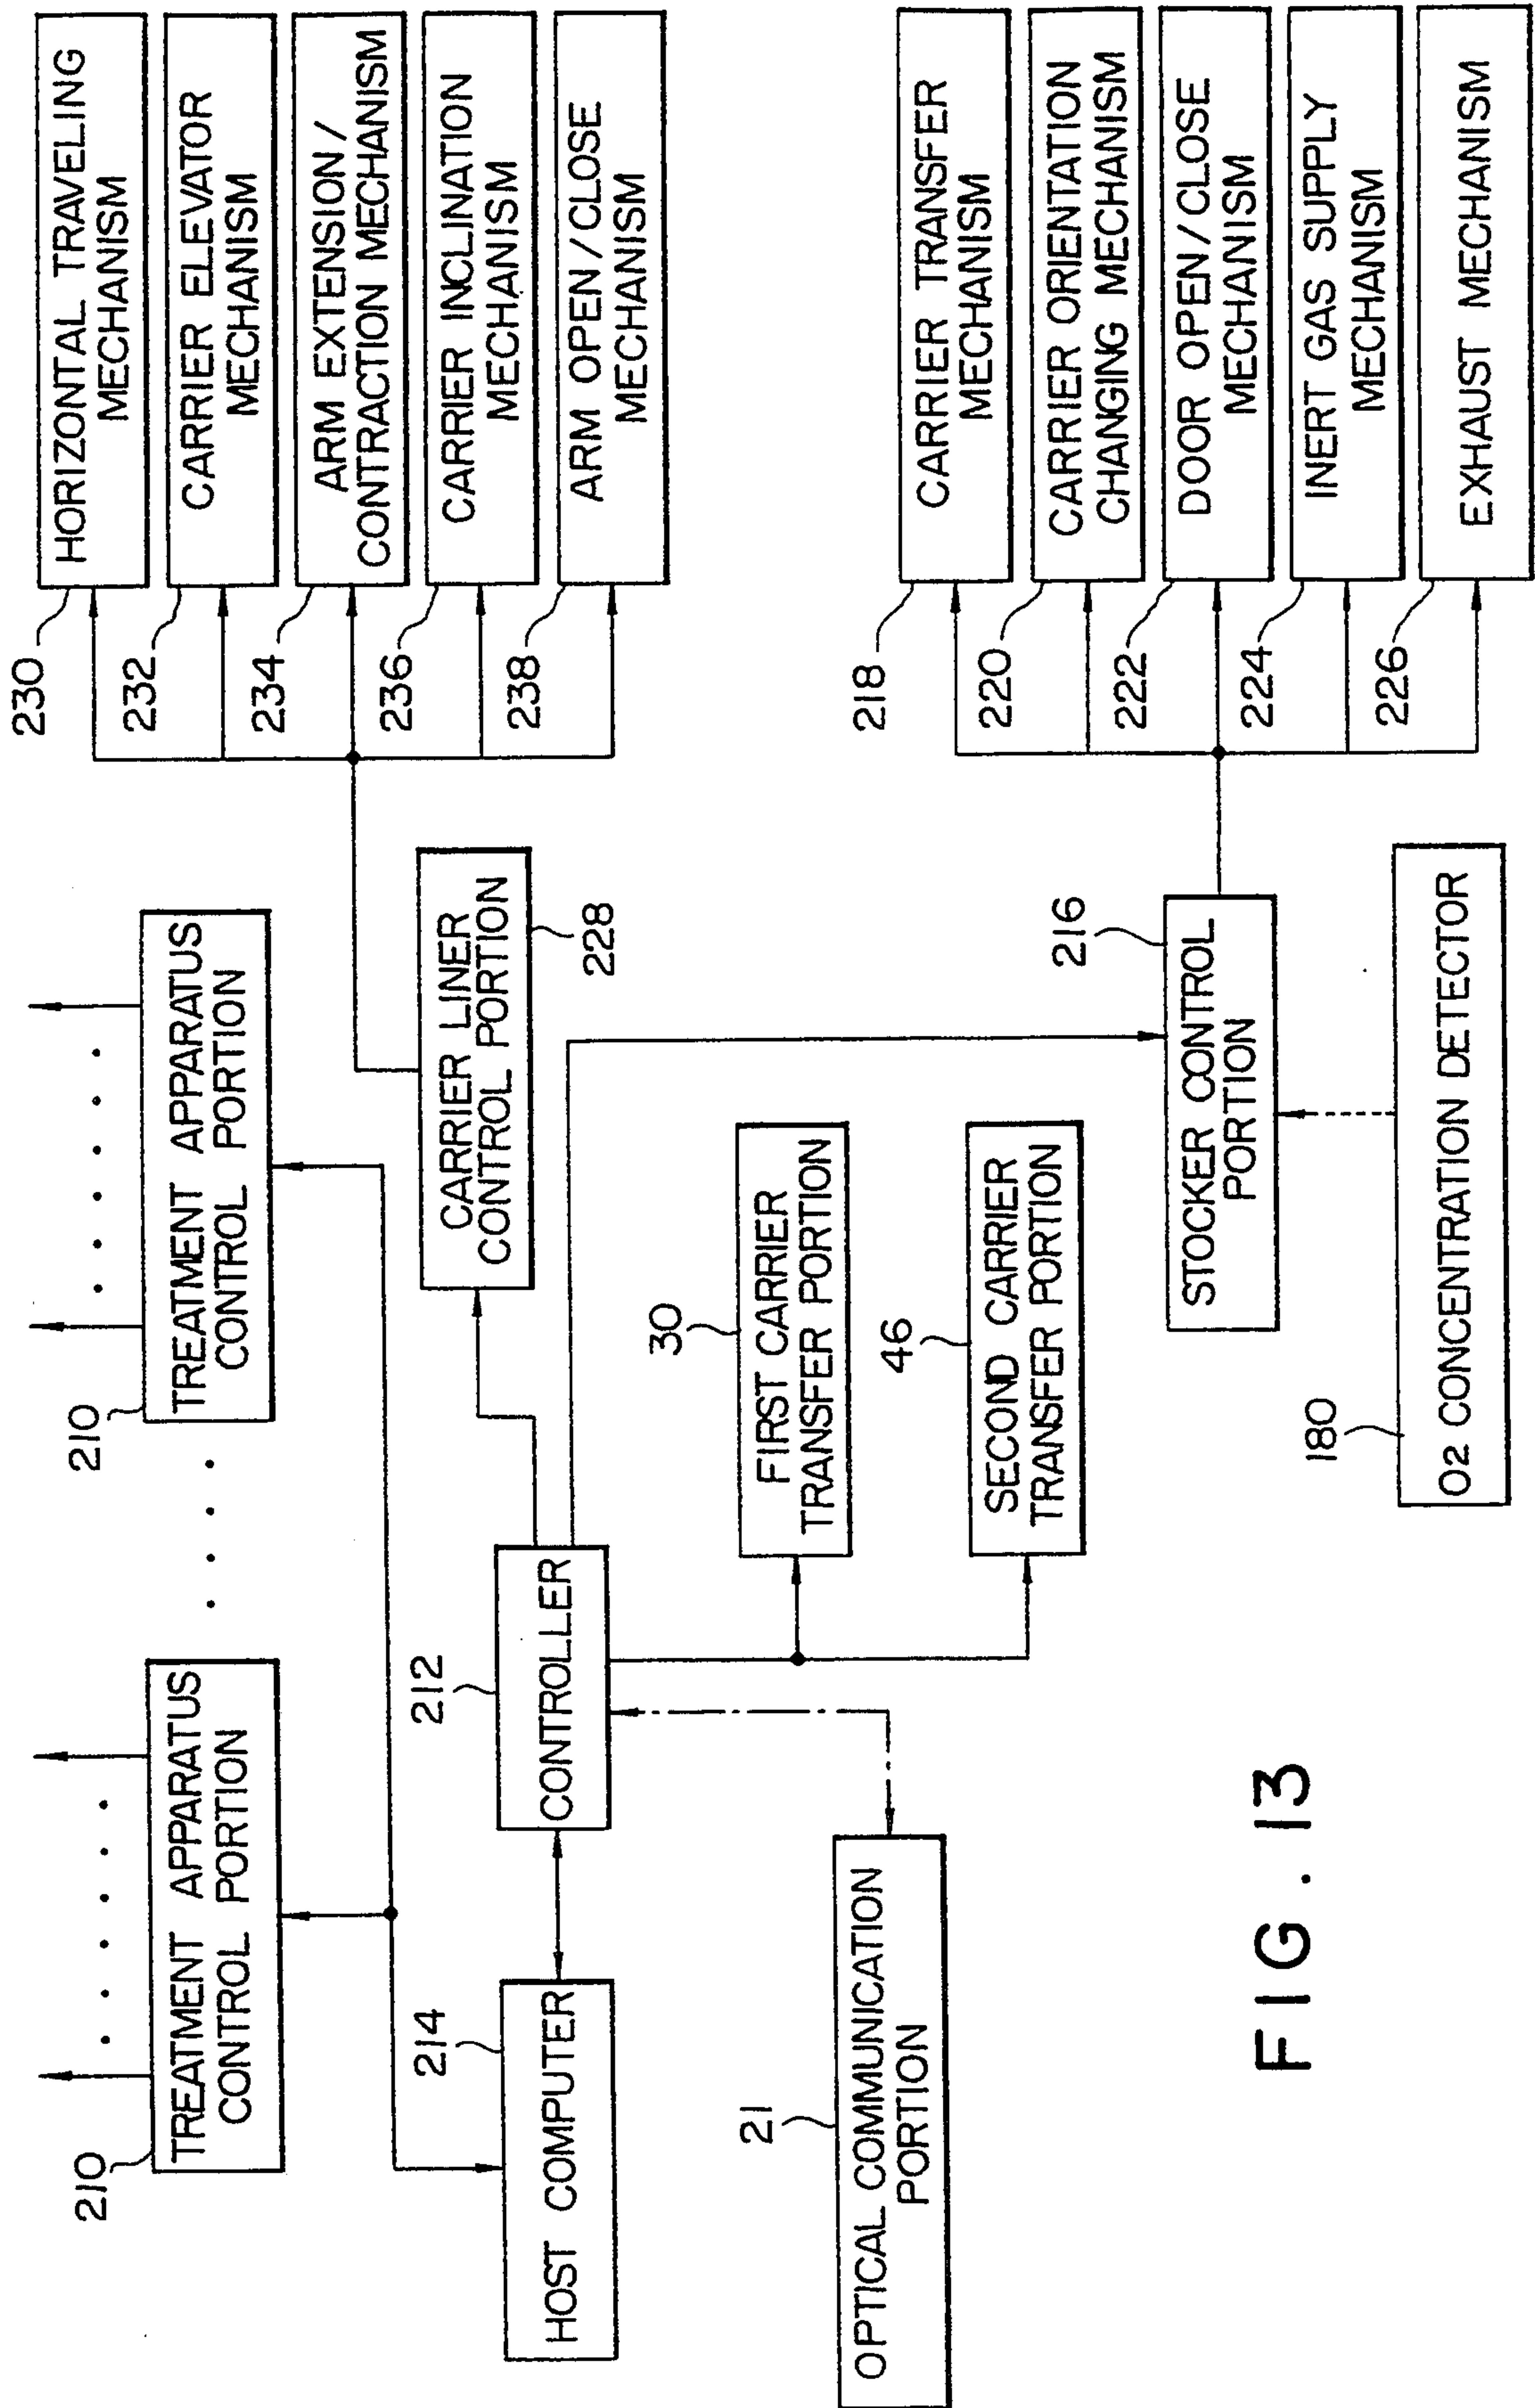 210
TREATMENT APPARATUS
CONTROL PORTION
210
TREATMENT APPARATUS
CONTROL PORTION
214
HOST COMPUTER
212
CONTROLLER
CARRIER LINER
CONTROL PORTION
228
230
HORIZONTAL TRAVELING
MECHANISM
232
CARRIER ELEVATOR
MECHANISM
234
ARM EXTENSION/
CONTRACTION MECHANISM
236
CARRIER INCLINATION
MECHANISM
238
ARM OPEN/CLOSE
MECHANISM
21
OPTICAL COMMUNICATION
PORTION
30
FIRST CARRIER
TRANSFER PORTION
46
SECOND CARRIER
TRANSFER PORTION
216
STOCKER CONTROL
PORTION
180
O2 CONCENTRATION DETECTOR
218
CARRIER TRANSFER
MECHANISM
220
CARRIER ORIENTATION
CHANGING MECHANISM
222
DOOR OPEN/CLOSE
MECHANISM
224
INERT GAS SUPPLY
MECHANISM
226
EXHAUST MECHANISM
FIG. 13